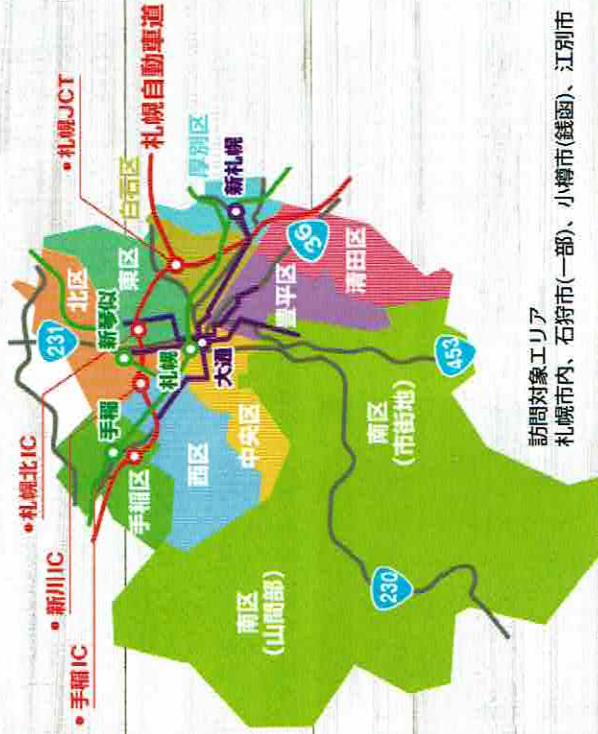 ・手稲IC
・新川IC
・札幌北IC
・札幌JCT
札幌自動車道
231
北区
東区
白石区
厚別区
新琴似
新札幌
手稲
手稲区
札幌
大通
西区
中央区
豊平区
36
清田区
453
230
南区
(山間部)
南区
(市街地)
訪問対象エリア
札幌市内、石狩市(一部)、小樽市(銭函)、江別市